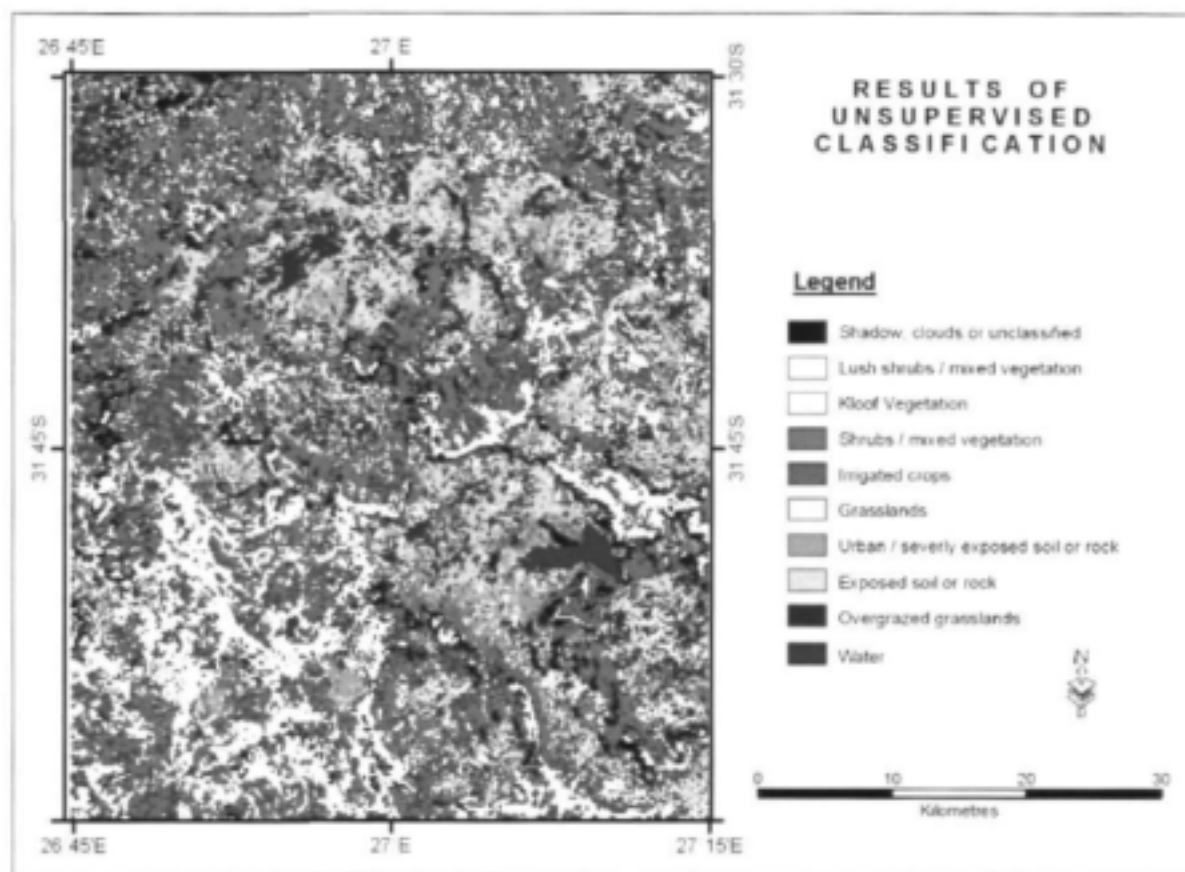 26 45'E
27 E
31 30'S
31 45'S
31 45'S
26 45'E
27 E
27 15'E
RESULTS OF
UNSUPERVISED
CLASSIFICATION
Legend
Shadow, clouds or unclassified
Lush shrubs / mixed vegetation
Kloof Vegetation
Shrubs / mixed vegetation
Irrigated crops
Grasslands
Urban / severly exposed soil or rock
Exposed soil or rock
Overgrazed grasslands
Water
N
0 10 20 30
Kilometres